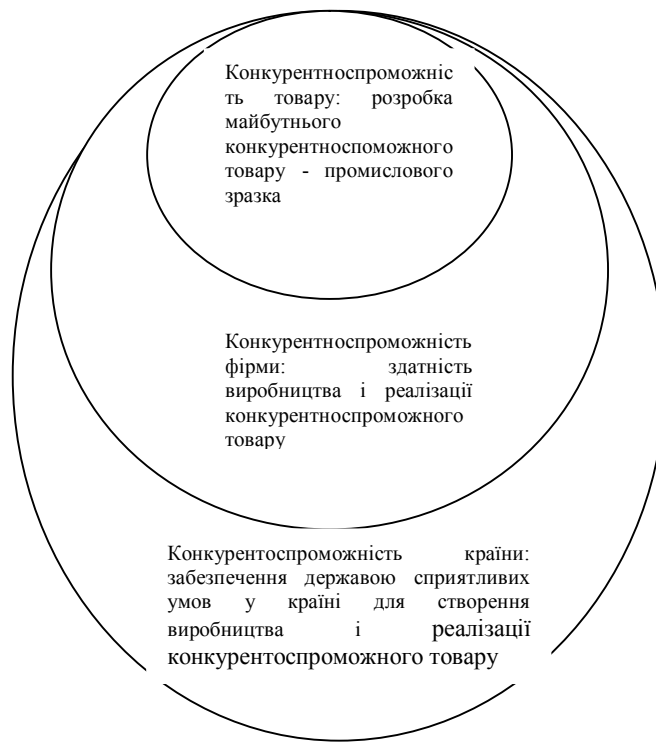 Конкурентноспроможніс
ть товару: розробка
майбутнього
конкурентноспоможного
товару - промислового
зразка
Конкурентноспроможність
фірми: здатність
виробництва і реалізації
конкурентноспроможного
товару
Конкурентоспроможність країни:
забезпечення державою сприятливих
умов у країні для створення
виробництва і реалізації
конкурентоспроможного товару